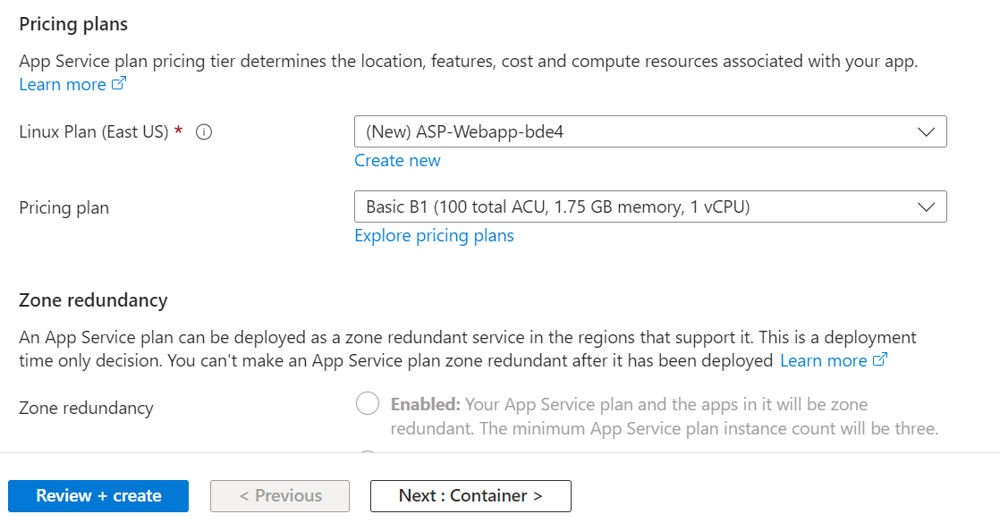 Pricing plans
App Service plan pricing tier determines the location, features, cost and compute resources associated with your app.
Learn more
Linux Plan (East US) *
(New) ASP-Webapp-bde4
Create new
Pricing plan
Basic B1 (100 total ACU, 1.75 GB memory, 1 vCPU)
Explore pricing plans
Zone redundancy
An App Service plan can be deployed as a zone redundant service in the regions that support it. This is a deployment
time only decision. You can't make an App Service plan zone redundant after it has been deployed Learn more
Zone redundancy
Enabled: Your App Service plan and the apps in it will be zone
redundant. The minimum App Service plan instance count will be three.
Review + create
< Previous
Next : Container >